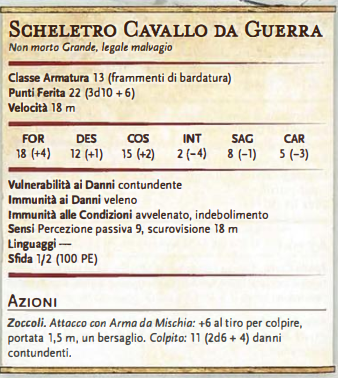 Scheletro Cavallo da Guerra
Non morto Grande, legale malvagio
Classe Armatura 13 (frammenti di bardatura)
Punti Ferita 22 (3d10 + 6)
Velocità 18 m
FOR DES COS INT SAG CAR
18 (+4) 12 (+1) 15 (+2) 2 (−4) 8 (−1) 5 (−3)
Vulnerabilità ai Danni contundente
Immunità ai Danni veleno
Immunità alle Condizioni avvelenato, indebolimento
Sensi Percezione passiva 9, scurovisione 18 m
Linguaggi —
Sfida 1/2 (100 PE)
Azioni
Zoccoli. Attacco con Arma da Mischia: +6 al tiro per colpire,
portata 1,5 m, un bersaglio. Colpito: 11 (2d6 + 4) danni
contundenti.